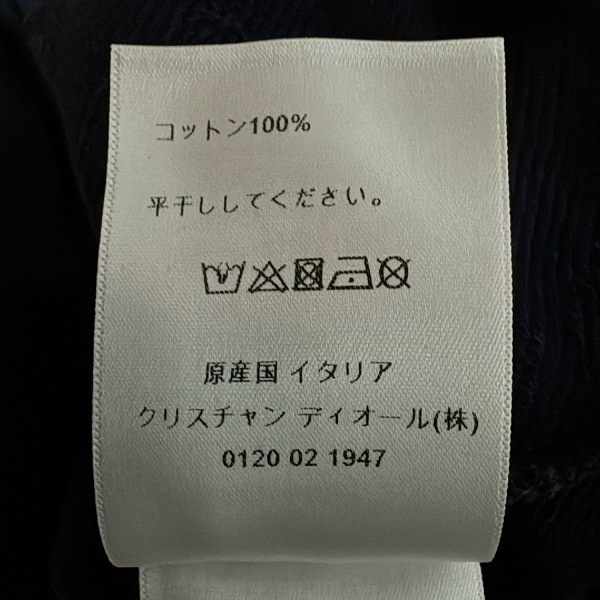 コットン100%
平干ししてください。
原産国 イタリア
クリスチャン ディオール(株)
0120 02 1947